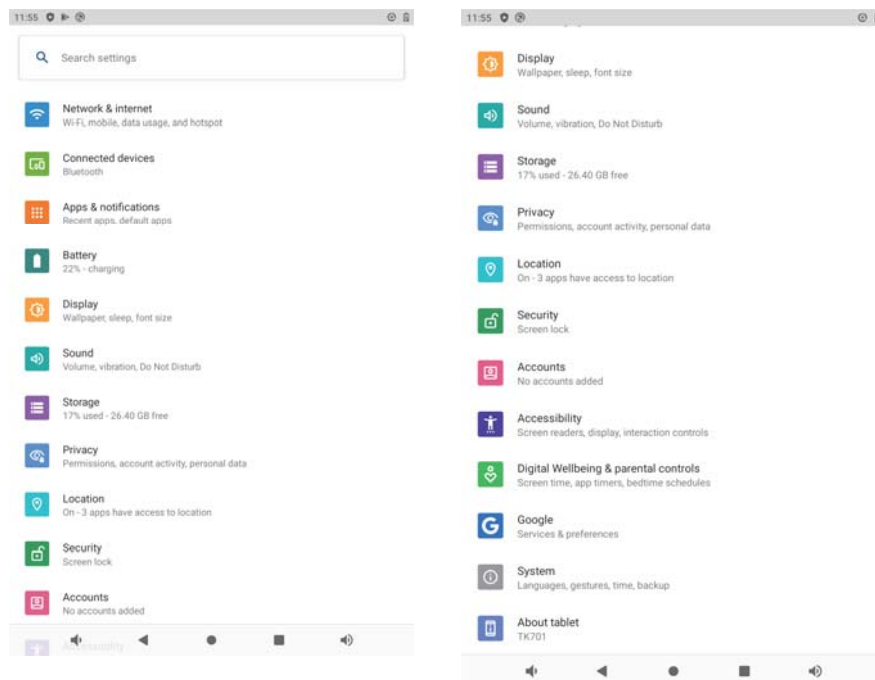 11:55
Search settings
Network & internet
Wi-Fi, mobile, data usage, and hotspot
Connected devices
Bluetooth
Apps & notifications
Recent apps, default apps
Battery
22% - charging
Display
Wallpaper, sleep, font size
Sound
Volume, vibration, Do Not Disturb
Storage
17% used - 26.40 GB free
Privacy
Permissions, account activity, personal data
Location
On - 3 apps have access to location
Security
Screen lock
Accounts
No accounts added
Accessibility
11:55
Display
Wallpaper, sleep, font size
Sound
Volume, vibration, Do Not Disturb
Storage
17% used - 26.40 GB free
Privacy
Permissions, account activity, personal data
Location
On - 3 apps have access to location
Security
Screen lock
Accounts
No accounts added
Accessibility
Screen readers, display, interaction controls
Digital Wellbeing & parental controls
Screen time, app timers, bedtime schedules
Google
Services & preferences
System
Languages, gestures, time, backup
About tablet
TK701